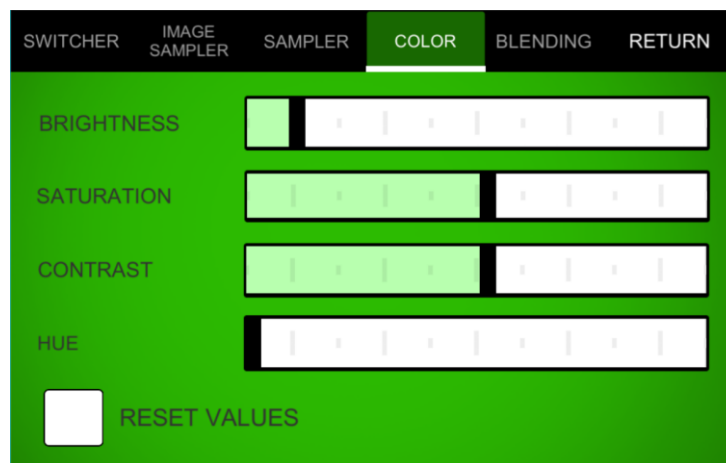 SWITCHER
IMAGE
SAMPLER
SAMPLER
COLOR
BLENDING
RETURN
BRIGHTNESS
SATURATION
CONTRAST
HUE
RESET VALUES